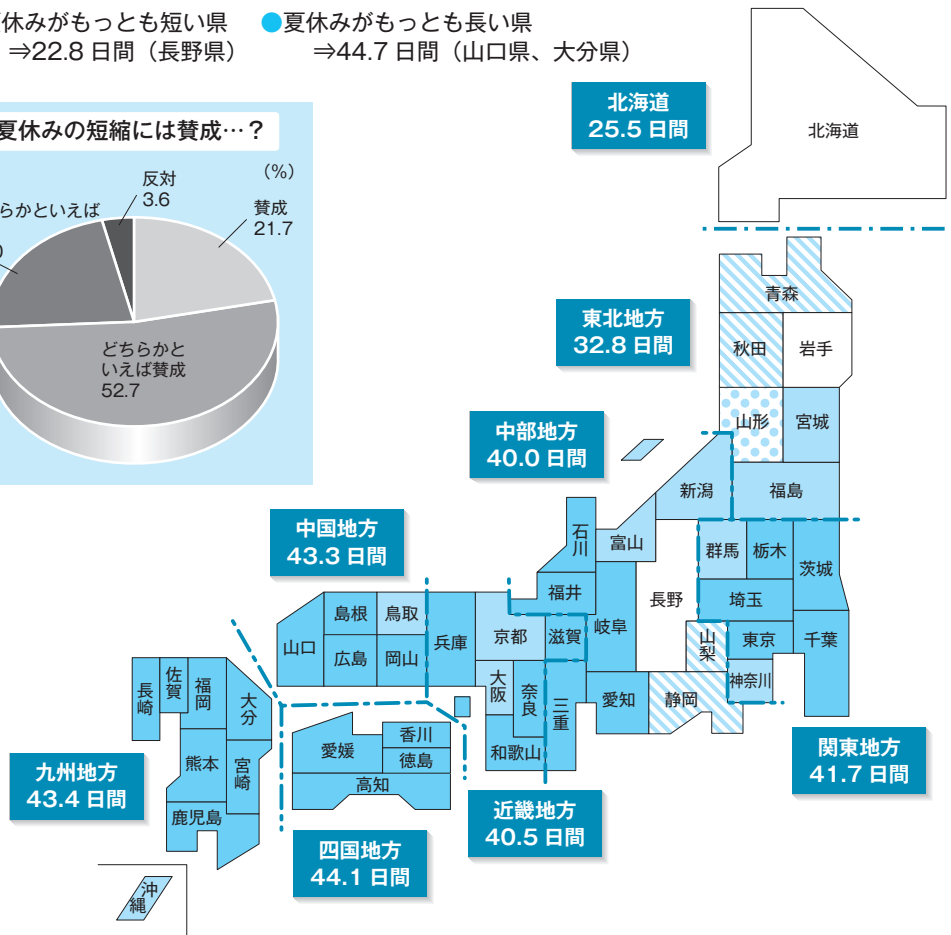 休みがもっとも短い県
⇒22.8日間（長野県）
●夏休みがもっとも長い県
⇒44.7日間（山口県、大分県）
夏休みの短縮には賛成…？
（%）
反対
3.6
賛成
21.7
らかといえば
どちらかと
いえば賛成
52.7
北海道
25.5日間
北海道
東北地方
32.8日間
青森
秋田
岩手
山形
宮城
福島
中部地方
40.0日間
新潟
富山
石川
福井
長野
岐阜
山梨
静岡
愛知
群馬
栃木
茨城
埼玉
東京
千葉
神奈川
関東地方
41.7日間
中国地方
43.3日間
山口
島根
鳥取
広島
岡山
兵庫
京都
滋賀
大阪
奈良
三重
和歌山
近畿地方
40.5日間
愛媛
香川
徳島
高知
四国地方
44.1日間
長崎
佐賀
福岡
大分
熊本
宮崎
鹿児島
九州地方
43.4日間
沖縄